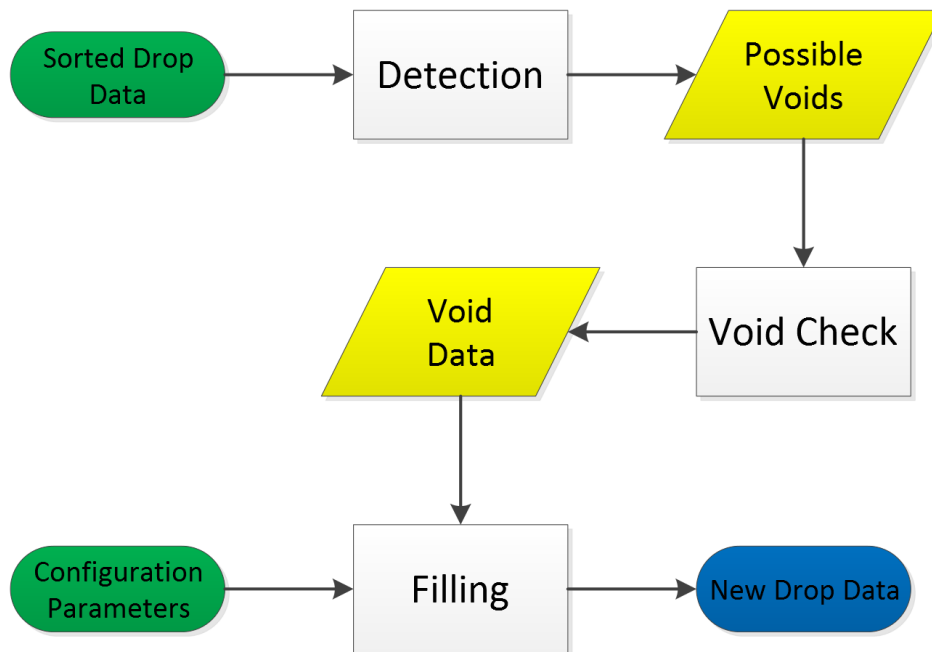 Sorted Drop
Data
Detection
Possible
Voids
Void
Data
Void Check
Configuration
Parameters
Filling
New Drop Data